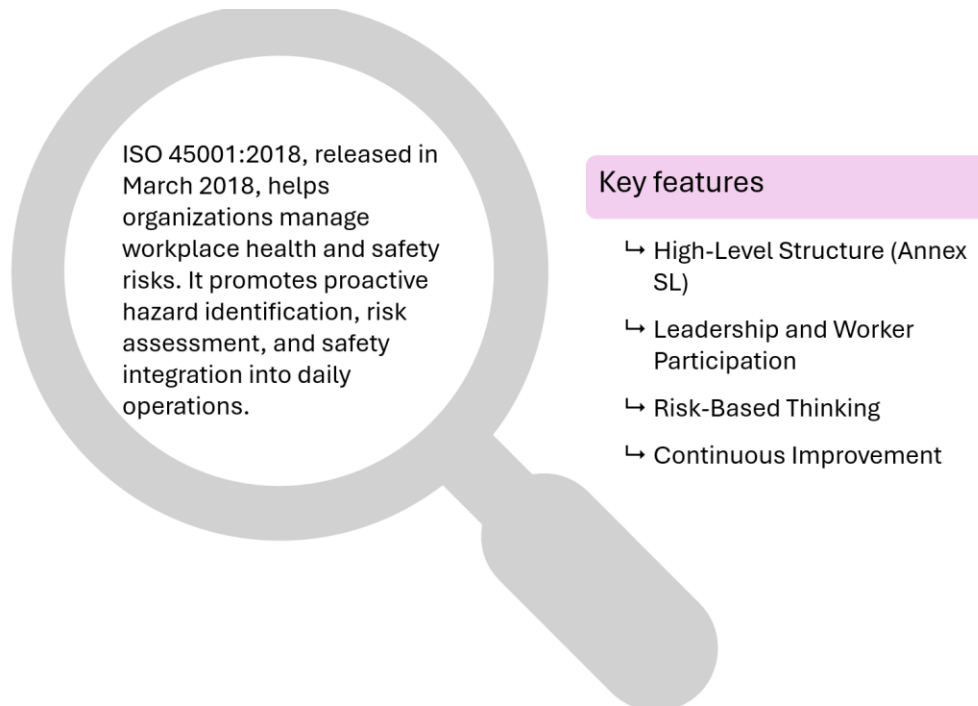 ISO 45001:2018, released in
March 2018, helps
organizations manage
workplace health and safety
risks. It promotes proactive
hazard identification, risk
assessment, and safety
integration into daily
operations.
Key features
↳ High-Level Structure (Annex
SL)
↳ Leadership and Worker
Participation
↳ Risk-Based Thinking
↳ Continuous Improvement